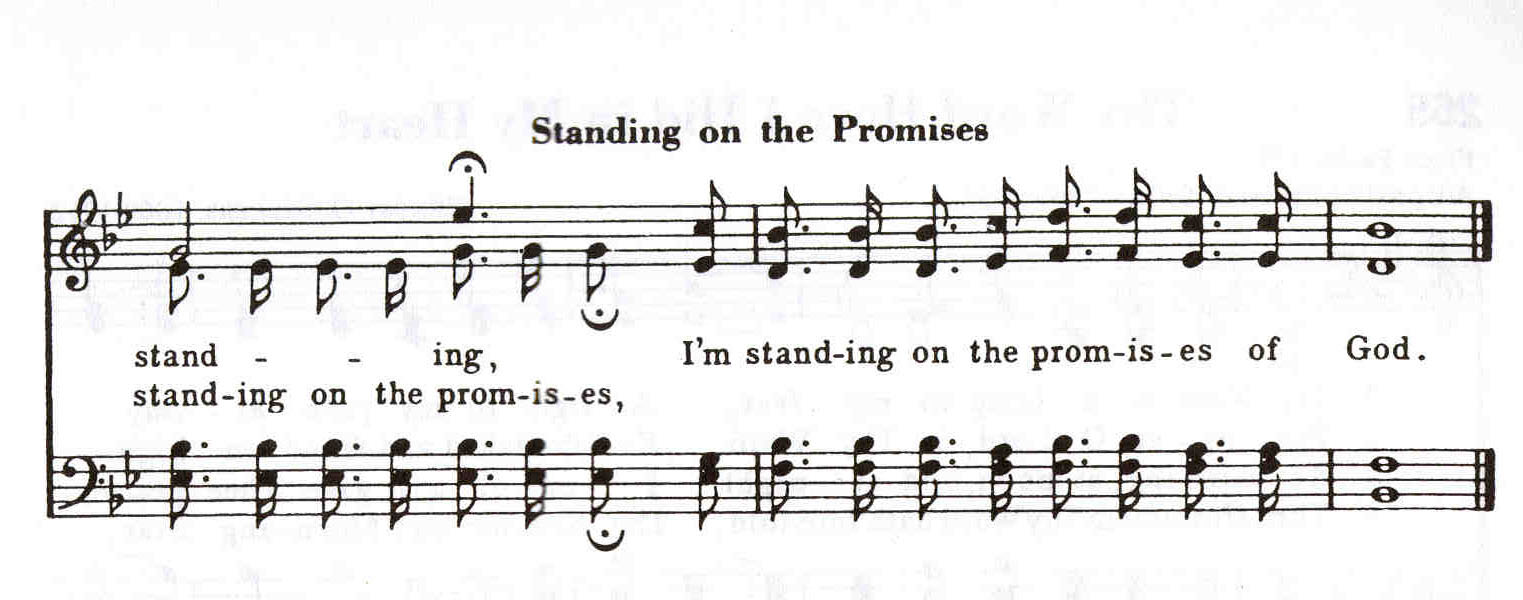 Standing on the Promises
stand - - ing, I'm stand-ing on the prom-is-es of God.
stand-ing on the prom-is-es,